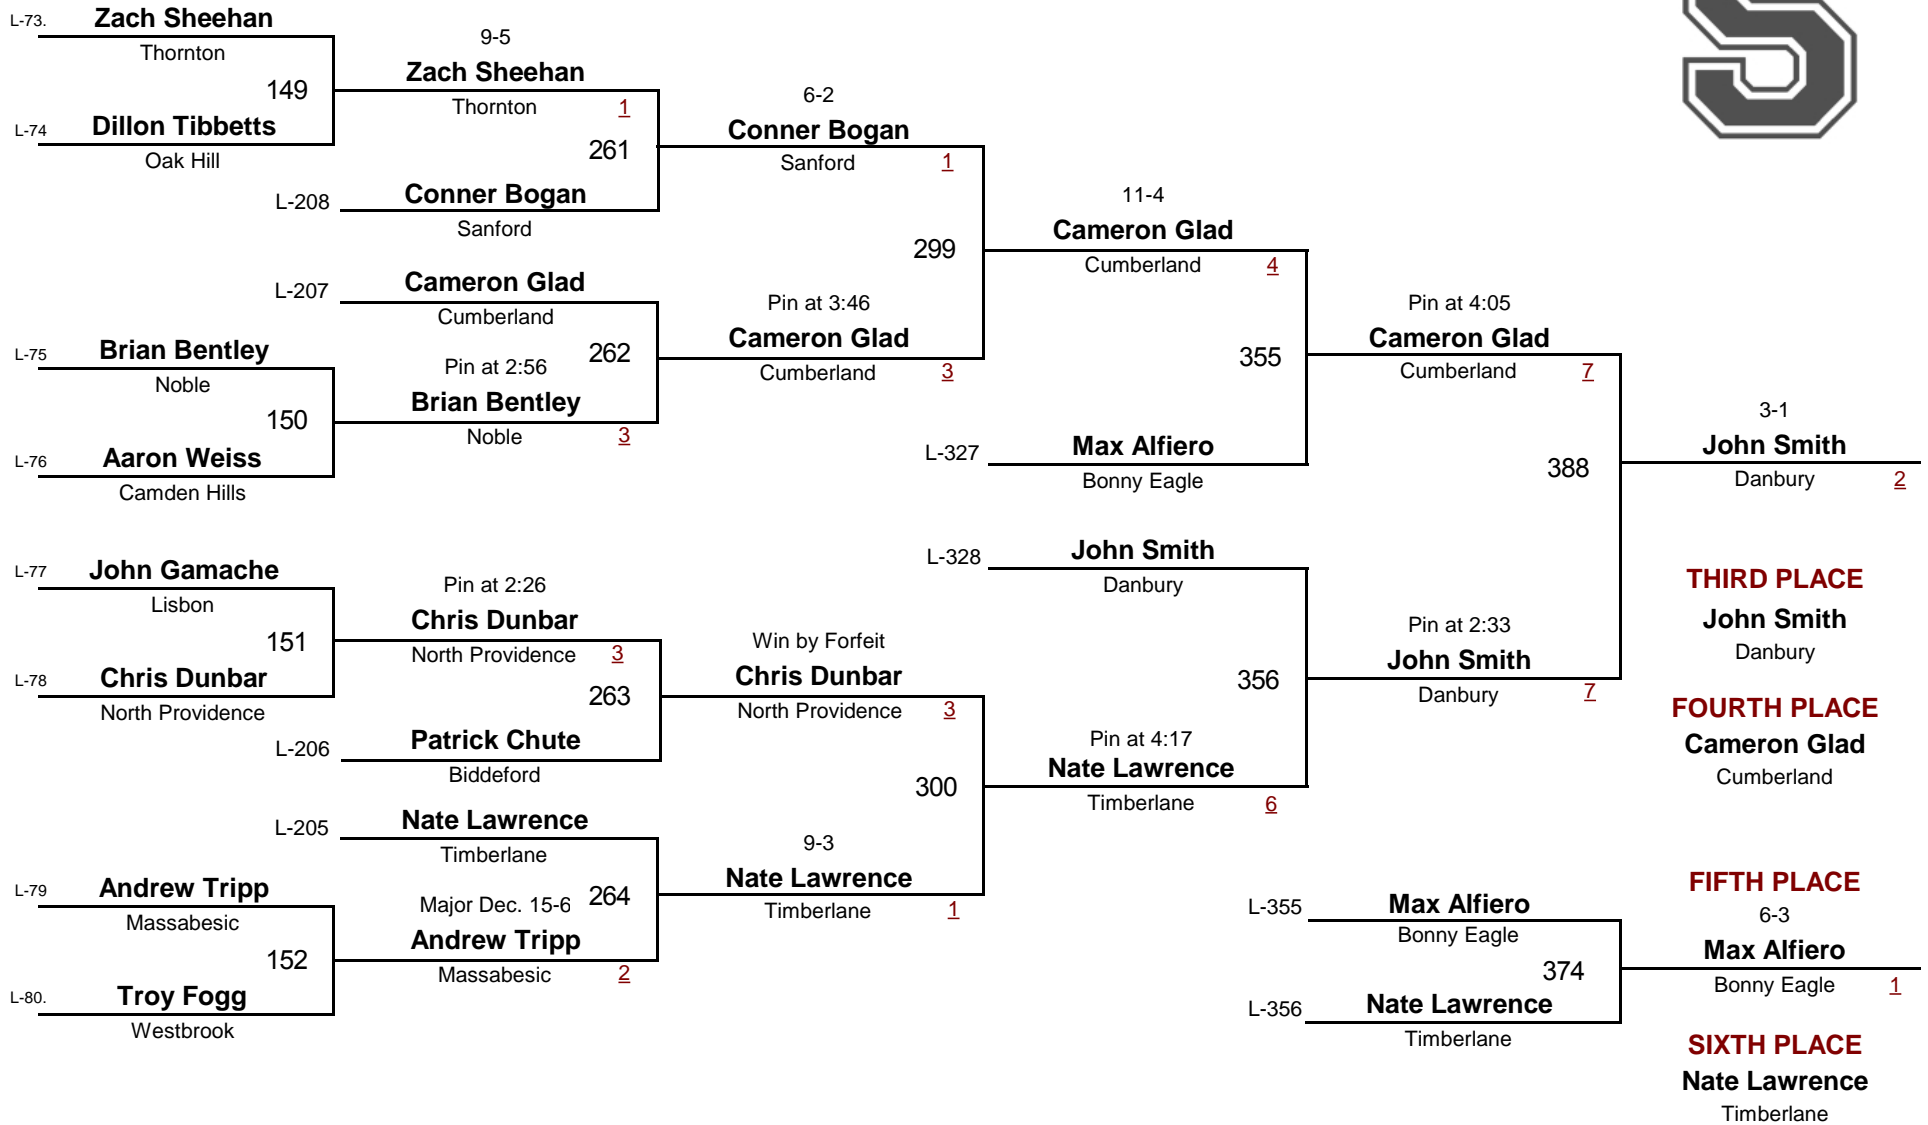 L-73.
Zach Sheehan
Thornton
149
L-74
Dillon Tibbetts
Oak Hill
9-5
Zach Sheehan
Thornton
1
261
L-208
Conner Bogan
Sanford
6-2
Conner Bogan
Sanford
1
299
L-207
Cameron Glad
Cumberland
262
L-75
Brian Bentley
Noble
150
L-76
Aaron Weiss
Camden Hills
Pin at 2:56
Brian Bentley
Noble
3
Pin at 3:46
Cameron Glad
Cumberland
3
11-4
Cameron Glad
Cumberland
4
355
L-327
Max Alfiero
Bonny Eagle
Pin at 4:05
Cameron Glad
Cumberland
7
388
3-1
John Smith
Danbury
2
L-77
John Gamache
Lisbon
151
L-78
Chris Dunbar
North Providence
Pin at 2:26
Chris Dunbar
North Providence
3
263
L-206
Patrick Chute
Biddeford
Win by Forfeit
Chris Dunbar
North Providence
3
300
L-205
Nate Lawrence
Timberlane
264
L-79
Andrew Tripp
Massabesic
152
L-80.
Troy Fogg
Westbrook
Major Dec. 15-6
Andrew Tripp
Massabesic
2
9-3
Nate Lawrence
Timberlane
1
L-328
John Smith
Danbury
356
Pin at 4:17
Nate Lawrence
Timberlane
6
Pin at 2:33
John Smith
Danbury
7
THIRD PLACE
John Smith
Danbury
FOURTH PLACE
Cameron Glad
Cumberland
L-355
Max Alfiero
Bonny Eagle
374
L-356
Nate Lawrence
Timberlane
FIFTH PLACE
6-3
Max Alfiero
Bonny Eagle
1
SIXTH PLACE
Nate Lawrence
Timberlane
S